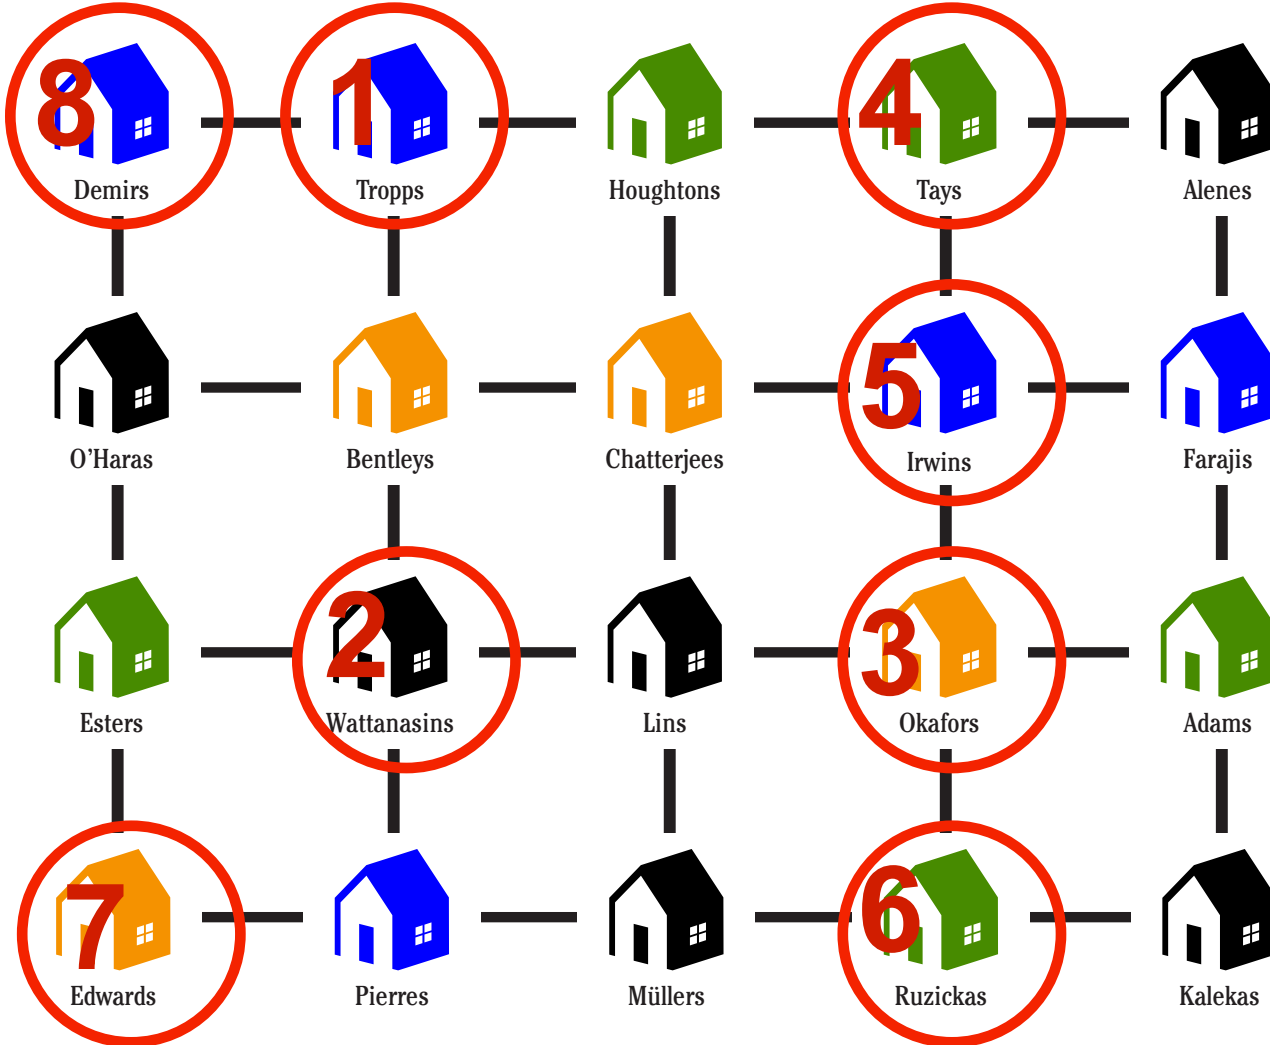 8 1 4
Demirs Tropps Houghtons Tays Alenes
5
O'Haras Bentleys Chatterjees Irwins Farajis
2 3
Esters Wattanasins Lins Okafors Adams
7 6
Edwards Pierres Müllers Ruzickas Kalekas